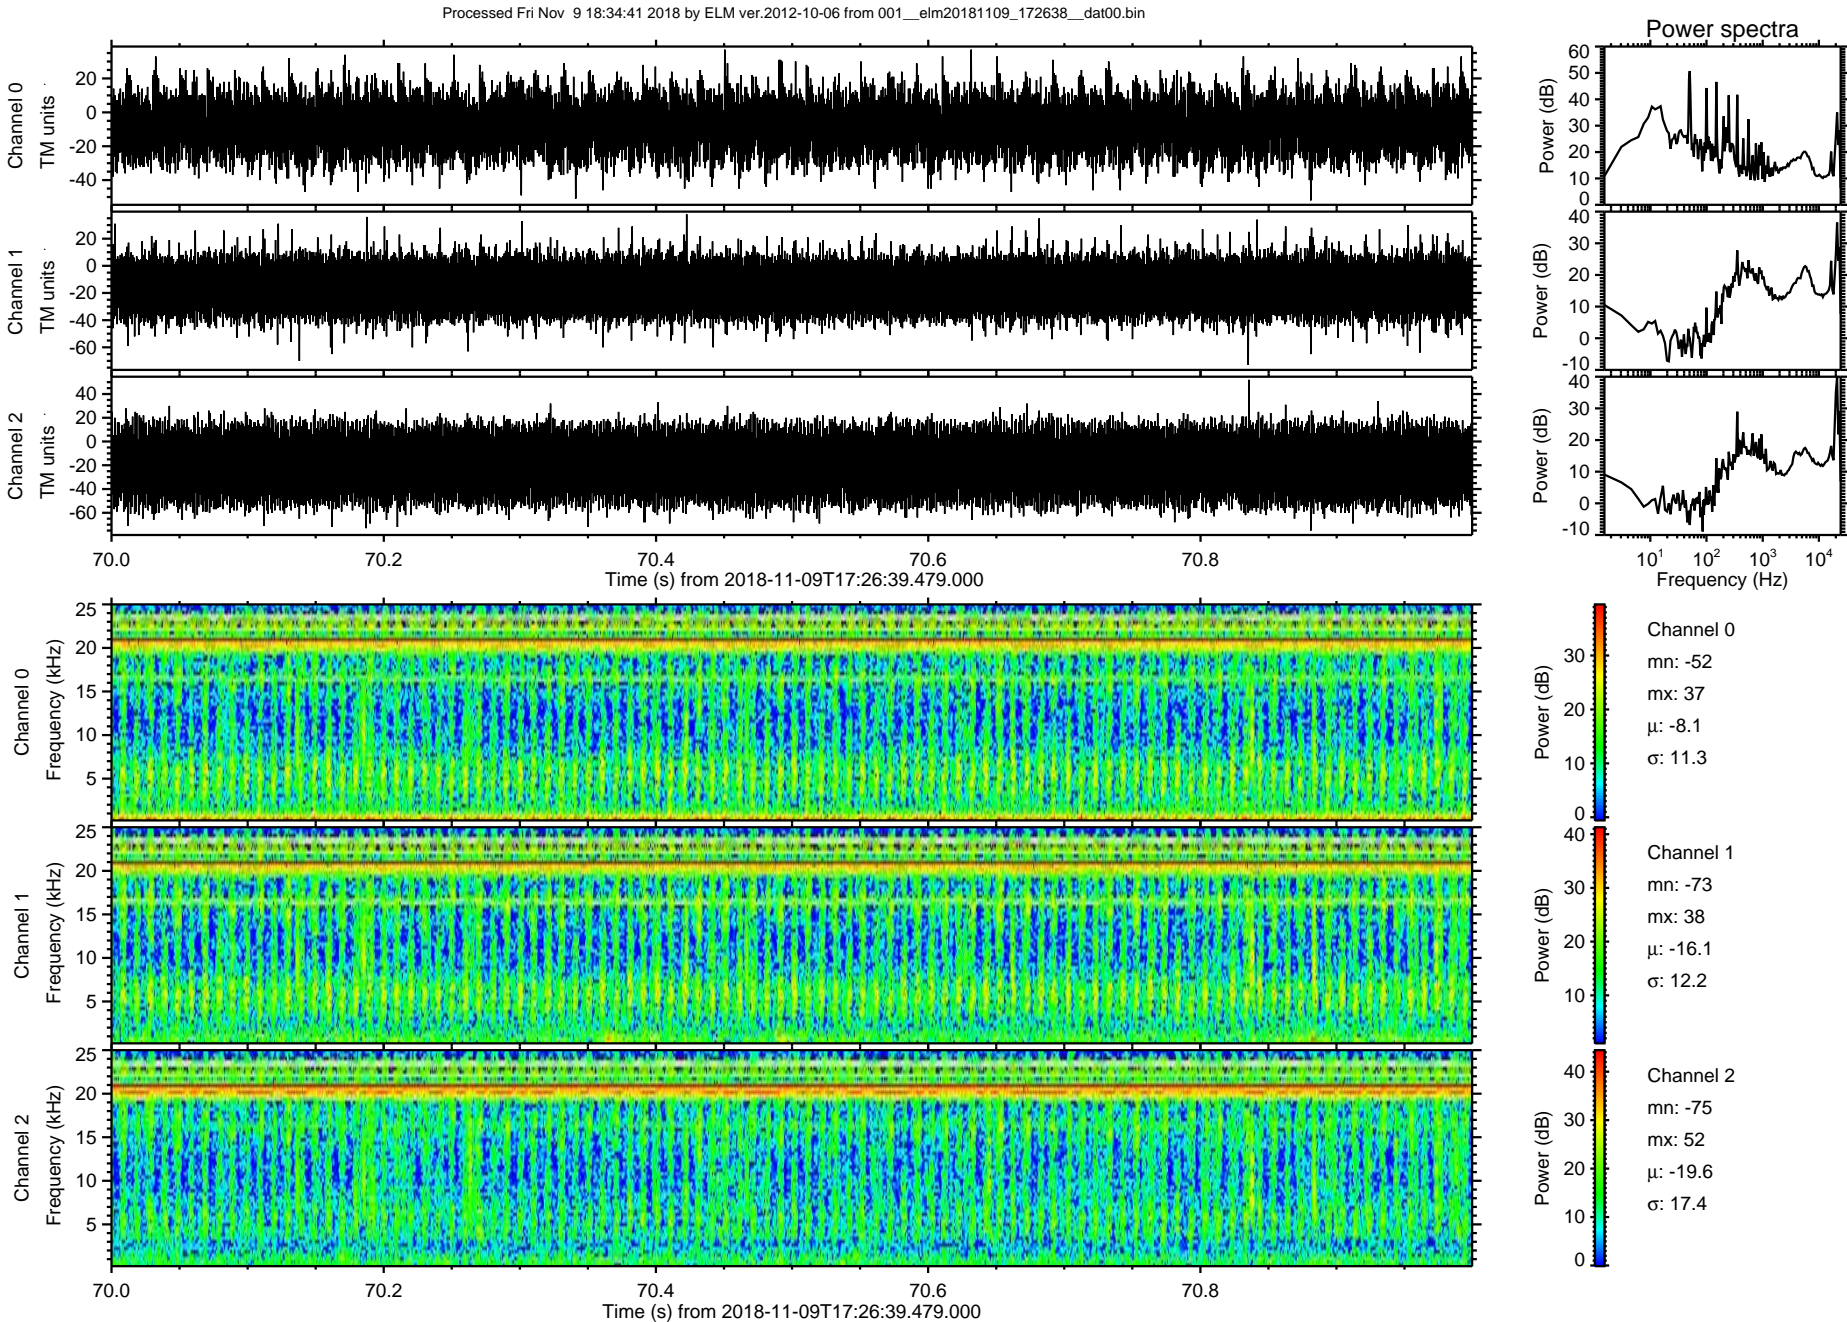 Processed Fri Nov  9 18:34:41 2018 by ELM ver.2012-10-06 from 001__elm20181109_172638__dat00.bin
Power spectra
Channel 0
TM units
20
0
-20
-40
Power (dB)
60
50
40
30
20
10
0
Channel 1
TM units
20
0
-20
-40
-60
Power (dB)
40
30
20
10
0
-10
Channel 2
TM units
40
20
0
-20
-40
-60
Power (dB)
40
30
20
10
0
-10
70.0 70.2 70.4 70.6 70.8
Time (s) from 2018-11-09T17:26:39.479.000
10¹ 10² 10³ 10⁴
Frequency (Hz)
Channel 0
Frequency (kHz)
25
20
15
10
5
Power (dB)
30
20
10
0
Channel 0
mn: -52
mx: 37
μ: -8.1
σ: 11.3
Channel 1
Frequency (kHz)
25
20
15
10
5
Power (dB)
40
30
20
10
Channel 1
mn: -73
mx: 38
μ: -16.1
σ: 12.2
Channel 2
Frequency (kHz)
25
20
15
10
5
Power (dB)
40
30
20
10
0
Channel 2
mn: -75
mx: 52
μ: -19.6
σ: 17.4
70.0 70.2 70.4 70.6 70.8
Time (s) from 2018-11-09T17:26:39.479.000